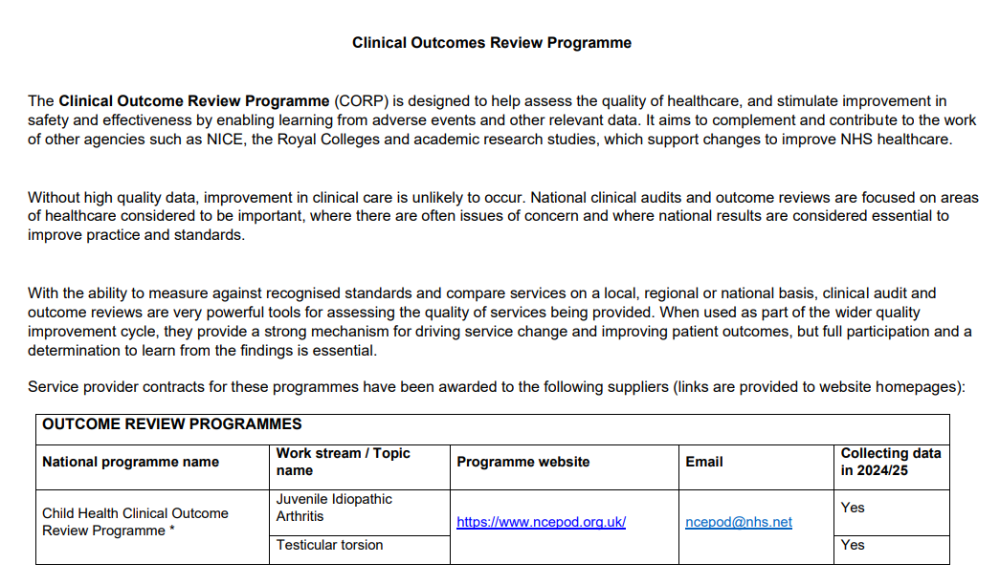 Clinical Outcomes Review Programme
The Clinical Outcome Review Programme (CORP) is designed to help assess the quality of healthcare, and stimulate improvement in
safety and effectiveness by enabling learning from adverse events and other relevant data. It aims to complement and contribute to the work
of other agencies such as NICE, the Royal Colleges and academic research studies, which support changes to improve NHS healthcare.
Without high quality data, improvement in clinical care is unlikely to occur. National clinical audits and outcome reviews are focused on areas
of healthcare considered to be important, where there are often issues of concern and where national results are considered essential to
improve practice and standards.
With the ability to measure against recognised standards and compare services on a local, regional or national basis, clinical audit and
outcome reviews are very powerful tools for assessing the quality of services being provided. When used as part of the wider quality
improvement cycle, they provide a strong mechanism for driving service change and improving patient outcomes, but full participation and a
determination to learn from the findings is essential.
Service provider contracts for these programmes have been awarded to the following suppliers (links are provided to website homepages):
OUTCOME REVIEW PROGRAMMES
National programme name
Work stream / Topic
name
Programme website
Email
Collecting data
in 2024/25
Child Health Clinical Outcome
Review Programme *
Juvenile Idiopathic
Arthritis
https://www.ncepod.org.uk/
ncepod@nhs.net
Yes
Testicular torsion
Yes